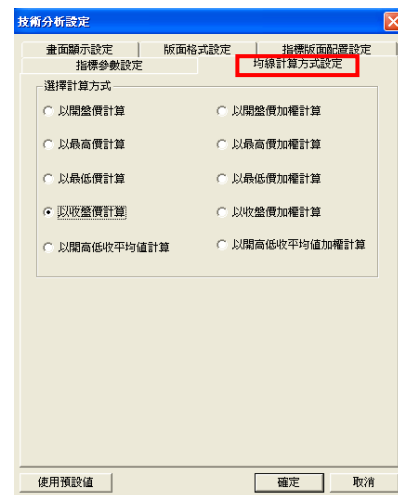 技術分析設定
畫面顯示設定 版面格式設定 指標版面配置設定
指標參數設定 均線計算方式設定
選擇計算方式
以開盤價計算 以開盤價加權計算
以最高價計算 以最高價加權計算
以最低價計算 以最低價加權計算
以收盤價計算 以收盤價加權計算
以開高低收平均值計算 以開高低收平均值加權計算
使用預設值 確定 取消